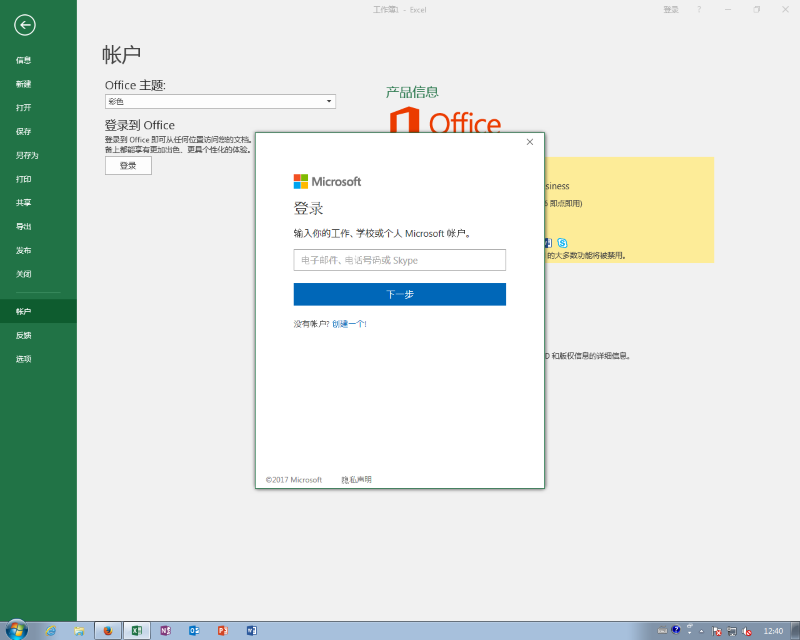 工作簿1 - Excel
登录
?
信息
新建
打开
保存
另存为
打印
共享
导出
发布
关闭
帐户
反馈
选项
帐户
Office 主题:
彩色
登录到 Office
登录到 Office 即可从任何位置访问您的文档,
备上都能享有更加出色、更具个性化的体验。
登录
产品信息
Office
siness
即点即用)
的大多数功能将被禁用。
和版权信息的详细信息。
Microsoft
登录
输入你的工作、学校或个人 Microsoft 帐户。
电子邮件、电话号码或 Skype
下一步
没有帐户? 创建一个!
©2017 Microsoft
隐私声明
12:40